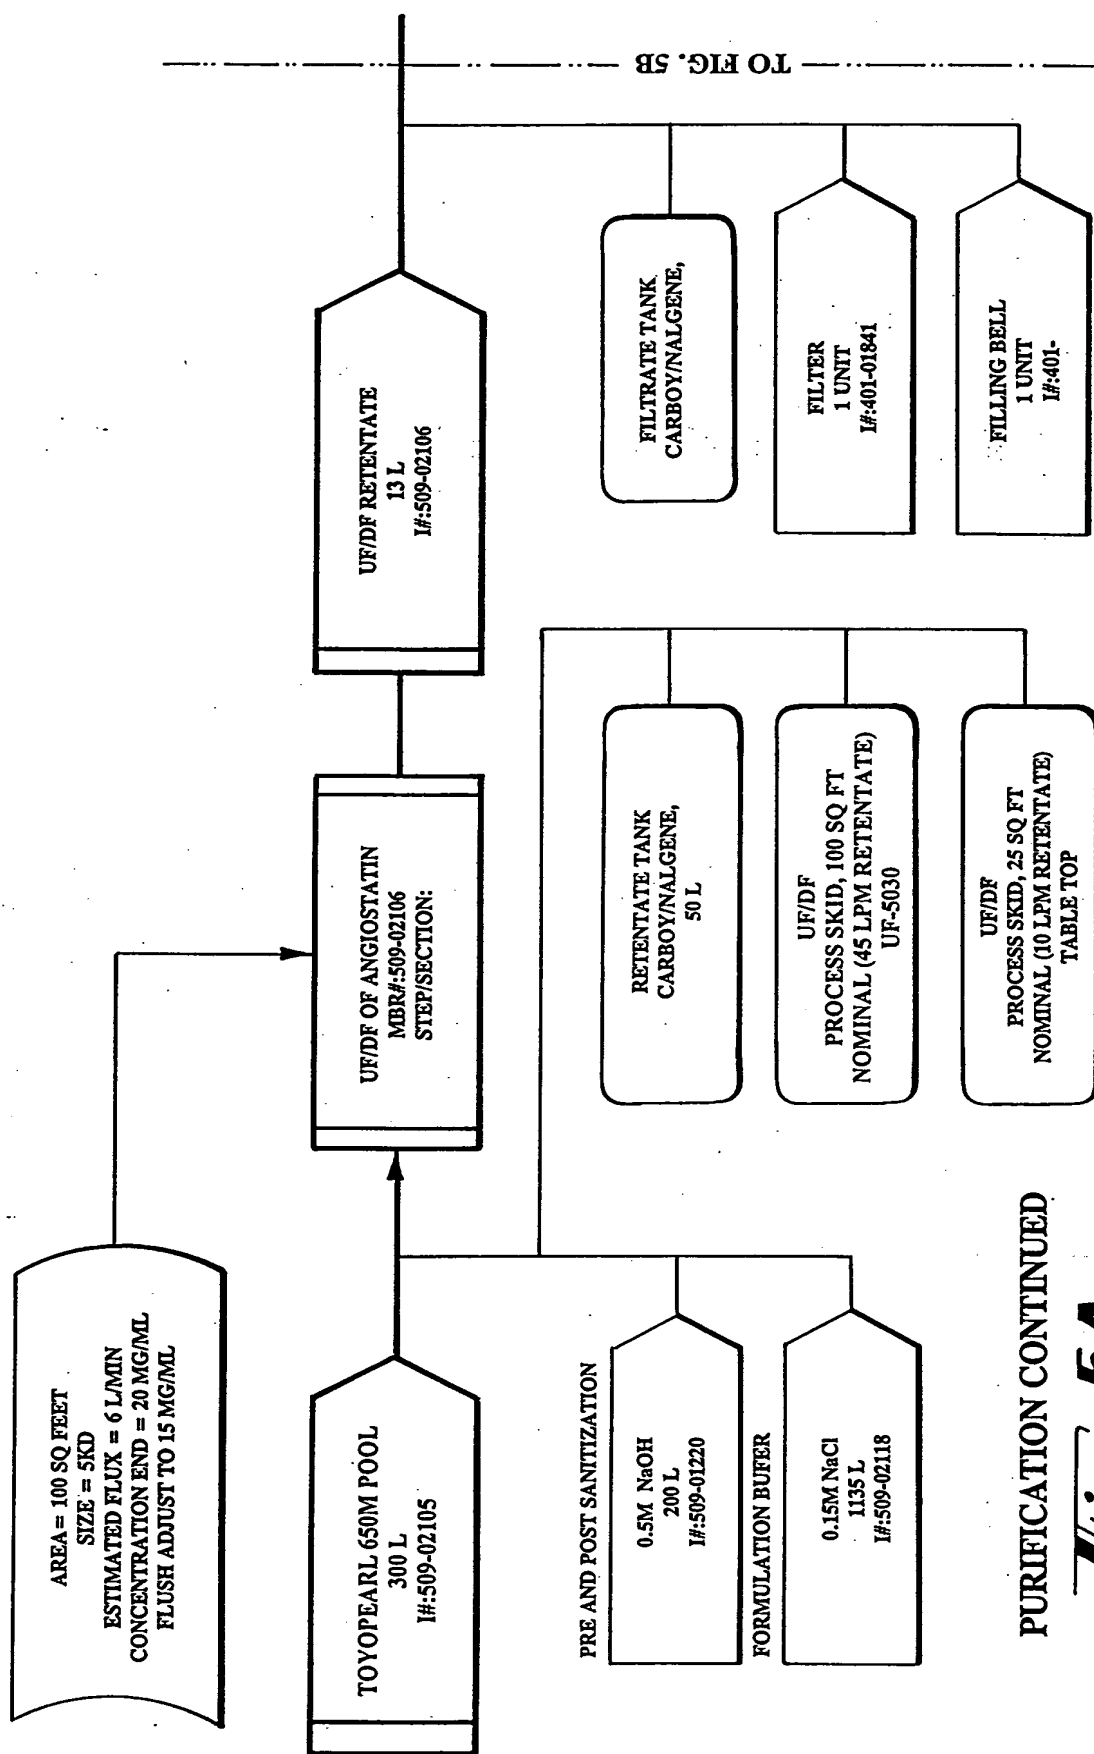 AREA = 100 SQ FEET
SIZE = 5KD
ESTIMATED FLUX = 6 L/MIN
CONCENTRATION END = 20 MG/ML
FLUSH ADJUST TO 15 MG/ML
TOYOPEARL 650M POOL
300 L
I#:509-02105
UF/DF OF ANGIOSTATIN
MBR#:509-02106
STEP/SECTION:
UF/DF RETENTATE
13 L
I#:509-02106
TO FIG. 5B
PRE AND POST SANITIZATION
0.5M NaOH
200 L
I#:509-01220
FORMULATION BUFER
0.15M NaCl
1135 L
I#:509-02118
RETENTATE TANK
CARBOY/NALGENE,
50 L
UF/DF
PROCESS SKID, 100 SQ FT
NOMINAL (45 LPM RETENTATE)
UF-5030
UF/DF
PROCESS SKID, 25 SQ FT
NOMINAL (10 LPM RETENTATE)
TABLE TOP
FILTRATE TANK
CARBOY/NALGENE,
FILTER
1 UNIT
I#:401-01841
FILLING BELL
1 UNIT
I#:401-
PURIFICATION CONTINUED